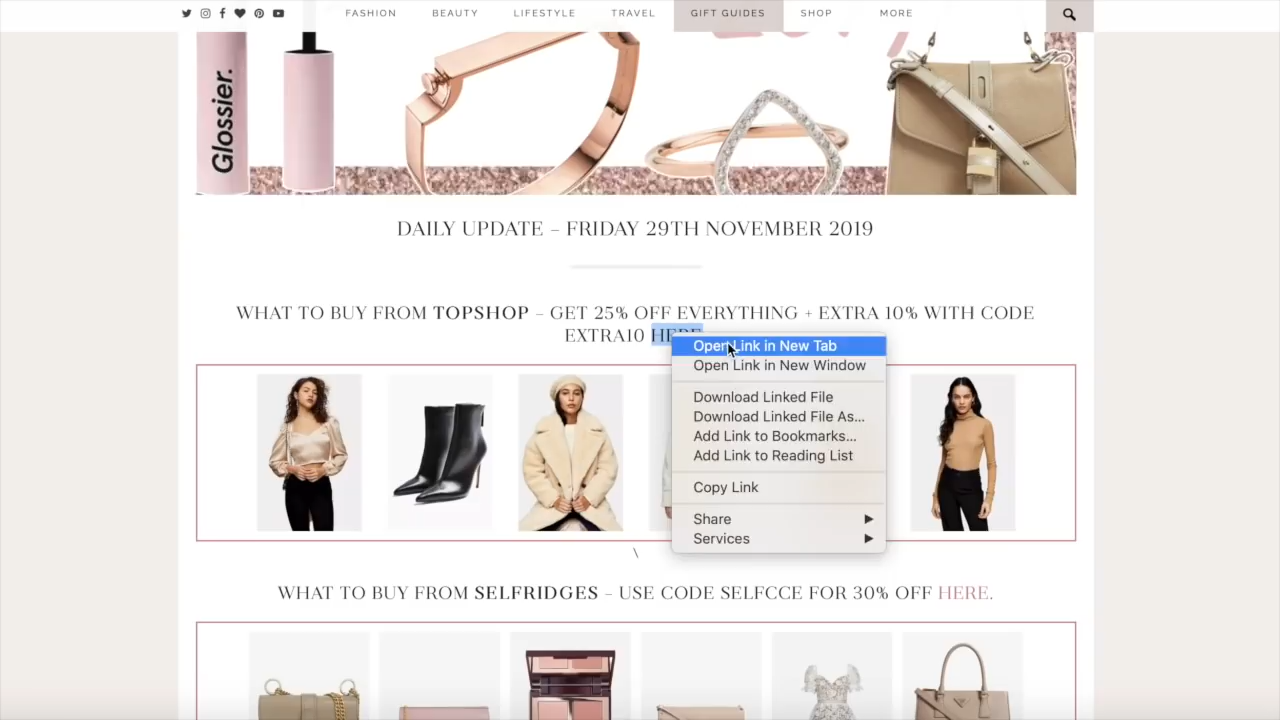 FASHION BEAUTY LIFESTYLE TRAVEL GIFT GUIDES SHOP MORE
Glossier.
DAILY UPDATE – FRIDAY 29TH NOVEMBER 2019
WHAT TO BUY FROM TOPSHOP – GET 25% OFF EVERYTHING + EXTRA 10% WITH CODE
EXTRA10 HERE
Open Link in New Tab
Open Link in New Window
Download Linked File
Download Linked File As...
Add Link to Bookmarks...
Add Link to Reading List
Copy Link
Share
Services
\
WHAT TO BUY FROM SELFRIDGES – USE CODE SELFCCE FOR 30% OFF HERE.